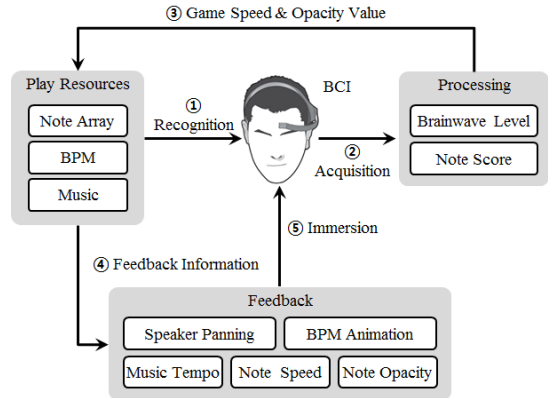 ③ Game Speed & Opacity Value
Play Resources
Note Array
BPM
Music
① Recognition
BCI
② Acquisition
Processing
Brainwave Level
Note Score
④ Feedback Information
⑤ Immersion
Feedback
Speaker Panning
BPM Animation
Music Tempo
Note Speed
Note Opacity